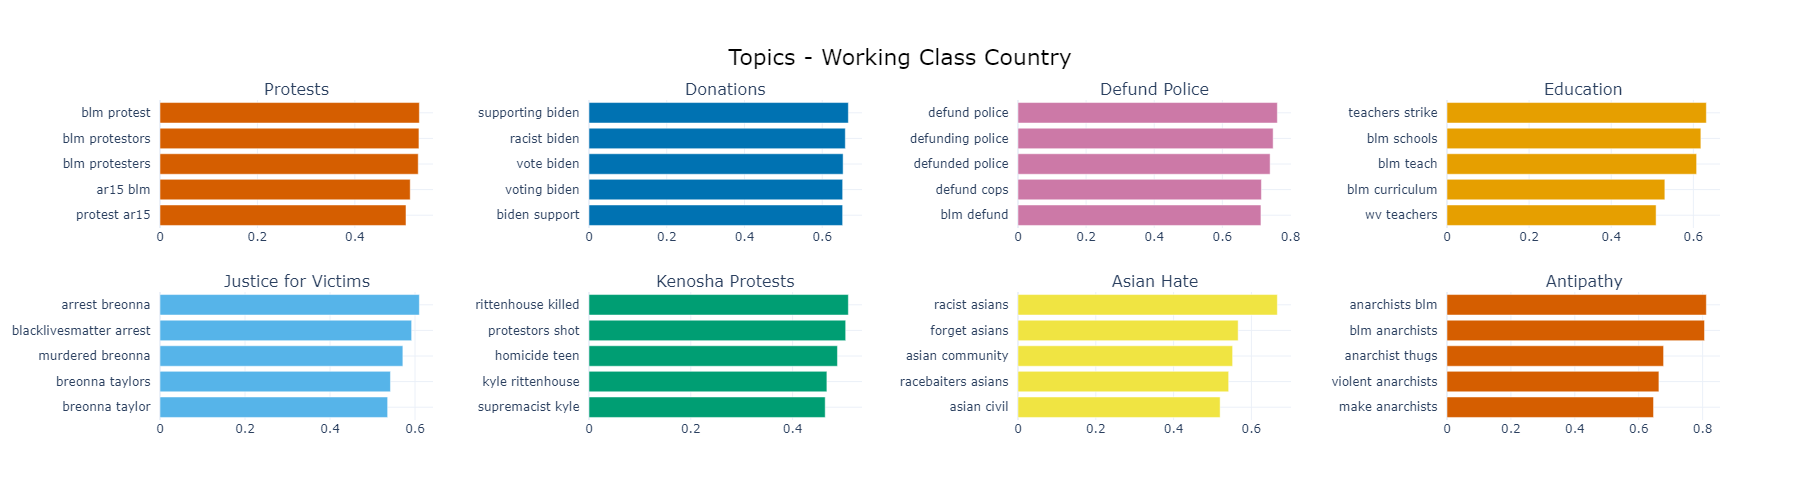 Topics - Working Class Country
Protests
blm protest
blm protestors
blm protesters
ar15 blm
protest ar15
0 0.2 0.4
Donations
supporting biden
racist biden
vote biden
voting biden
biden support
0 0.2 0.4 0.6
Defund Police
defund police
defunding police
defunded police
defund cops
blm defund
0 0.2 0.4 0.6 0.8
Education
teachers strike
blm schools
blm teach
blm curriculum
wv teachers
0 0.2 0.4 0.6
Justice for Victims
arrest breonna
blacklivesmatter arrest
murdered breonna
breonna taylors
breonna taylor
0 0.2 0.4 0.6
Kenosha Protests
rittenhouse killed
protestors shot
homicide teen
kyle rittenhouse
supremacist kyle
0 0.2 0.4
Asian Hate
racist asians
forget asians
asian community
racebaiters asians
asian civil
0 0.2 0.4 0.6
Antipathy
anarchists blm
blm anarchists
anarchist thugs
violent anarchists
make anarchists
0 0.2 0.4 0.6 0.8